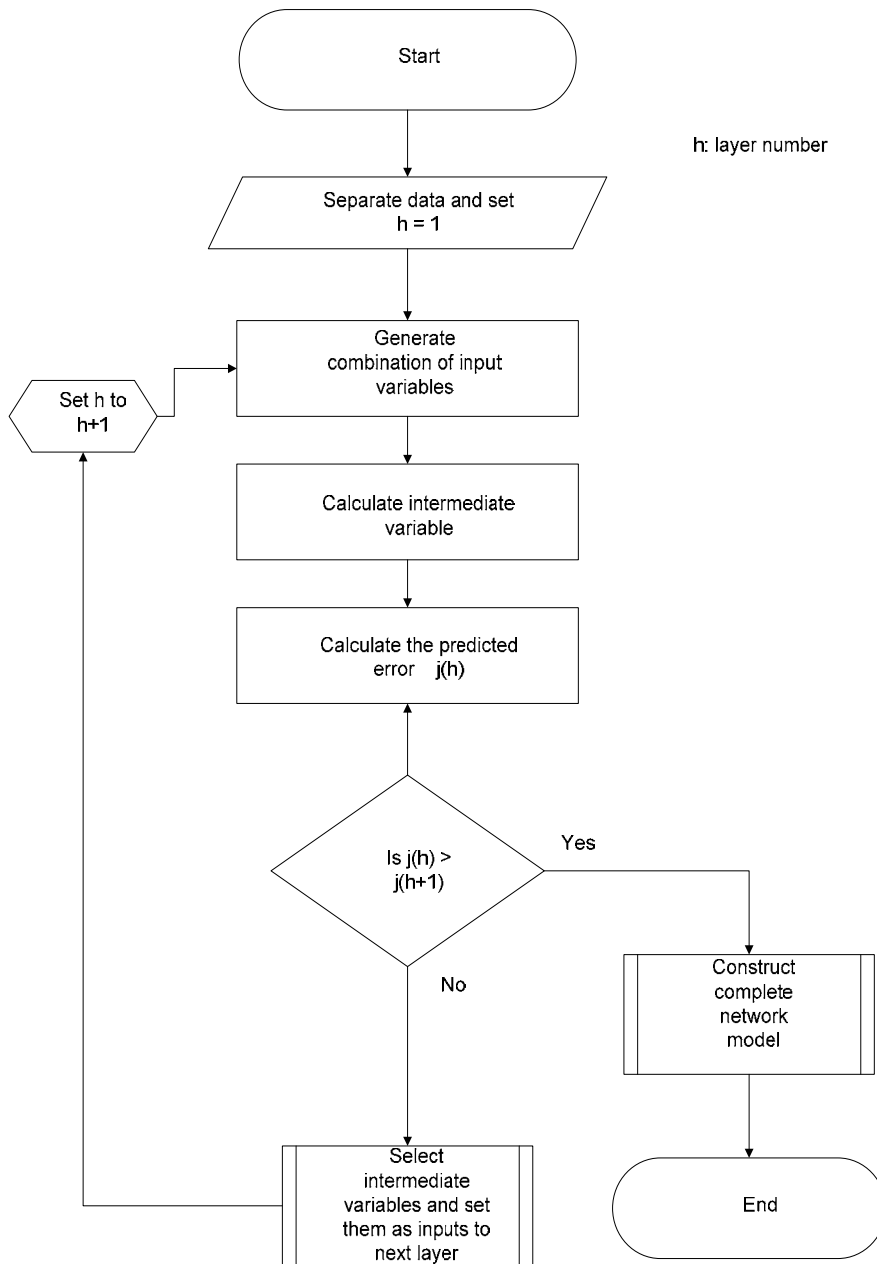 Start
h: layer number
Separate data and set
h = 1
Generate
combination of input
variables
Set h to
h+1
Calculate intermediate
variable
Calculate the predicted
error j(h)
Is j(h) >
j(h+1)
Yes
No
Construct
complete
network
model
Select
intermediate
variables and set
them as inputs to
next layer
End